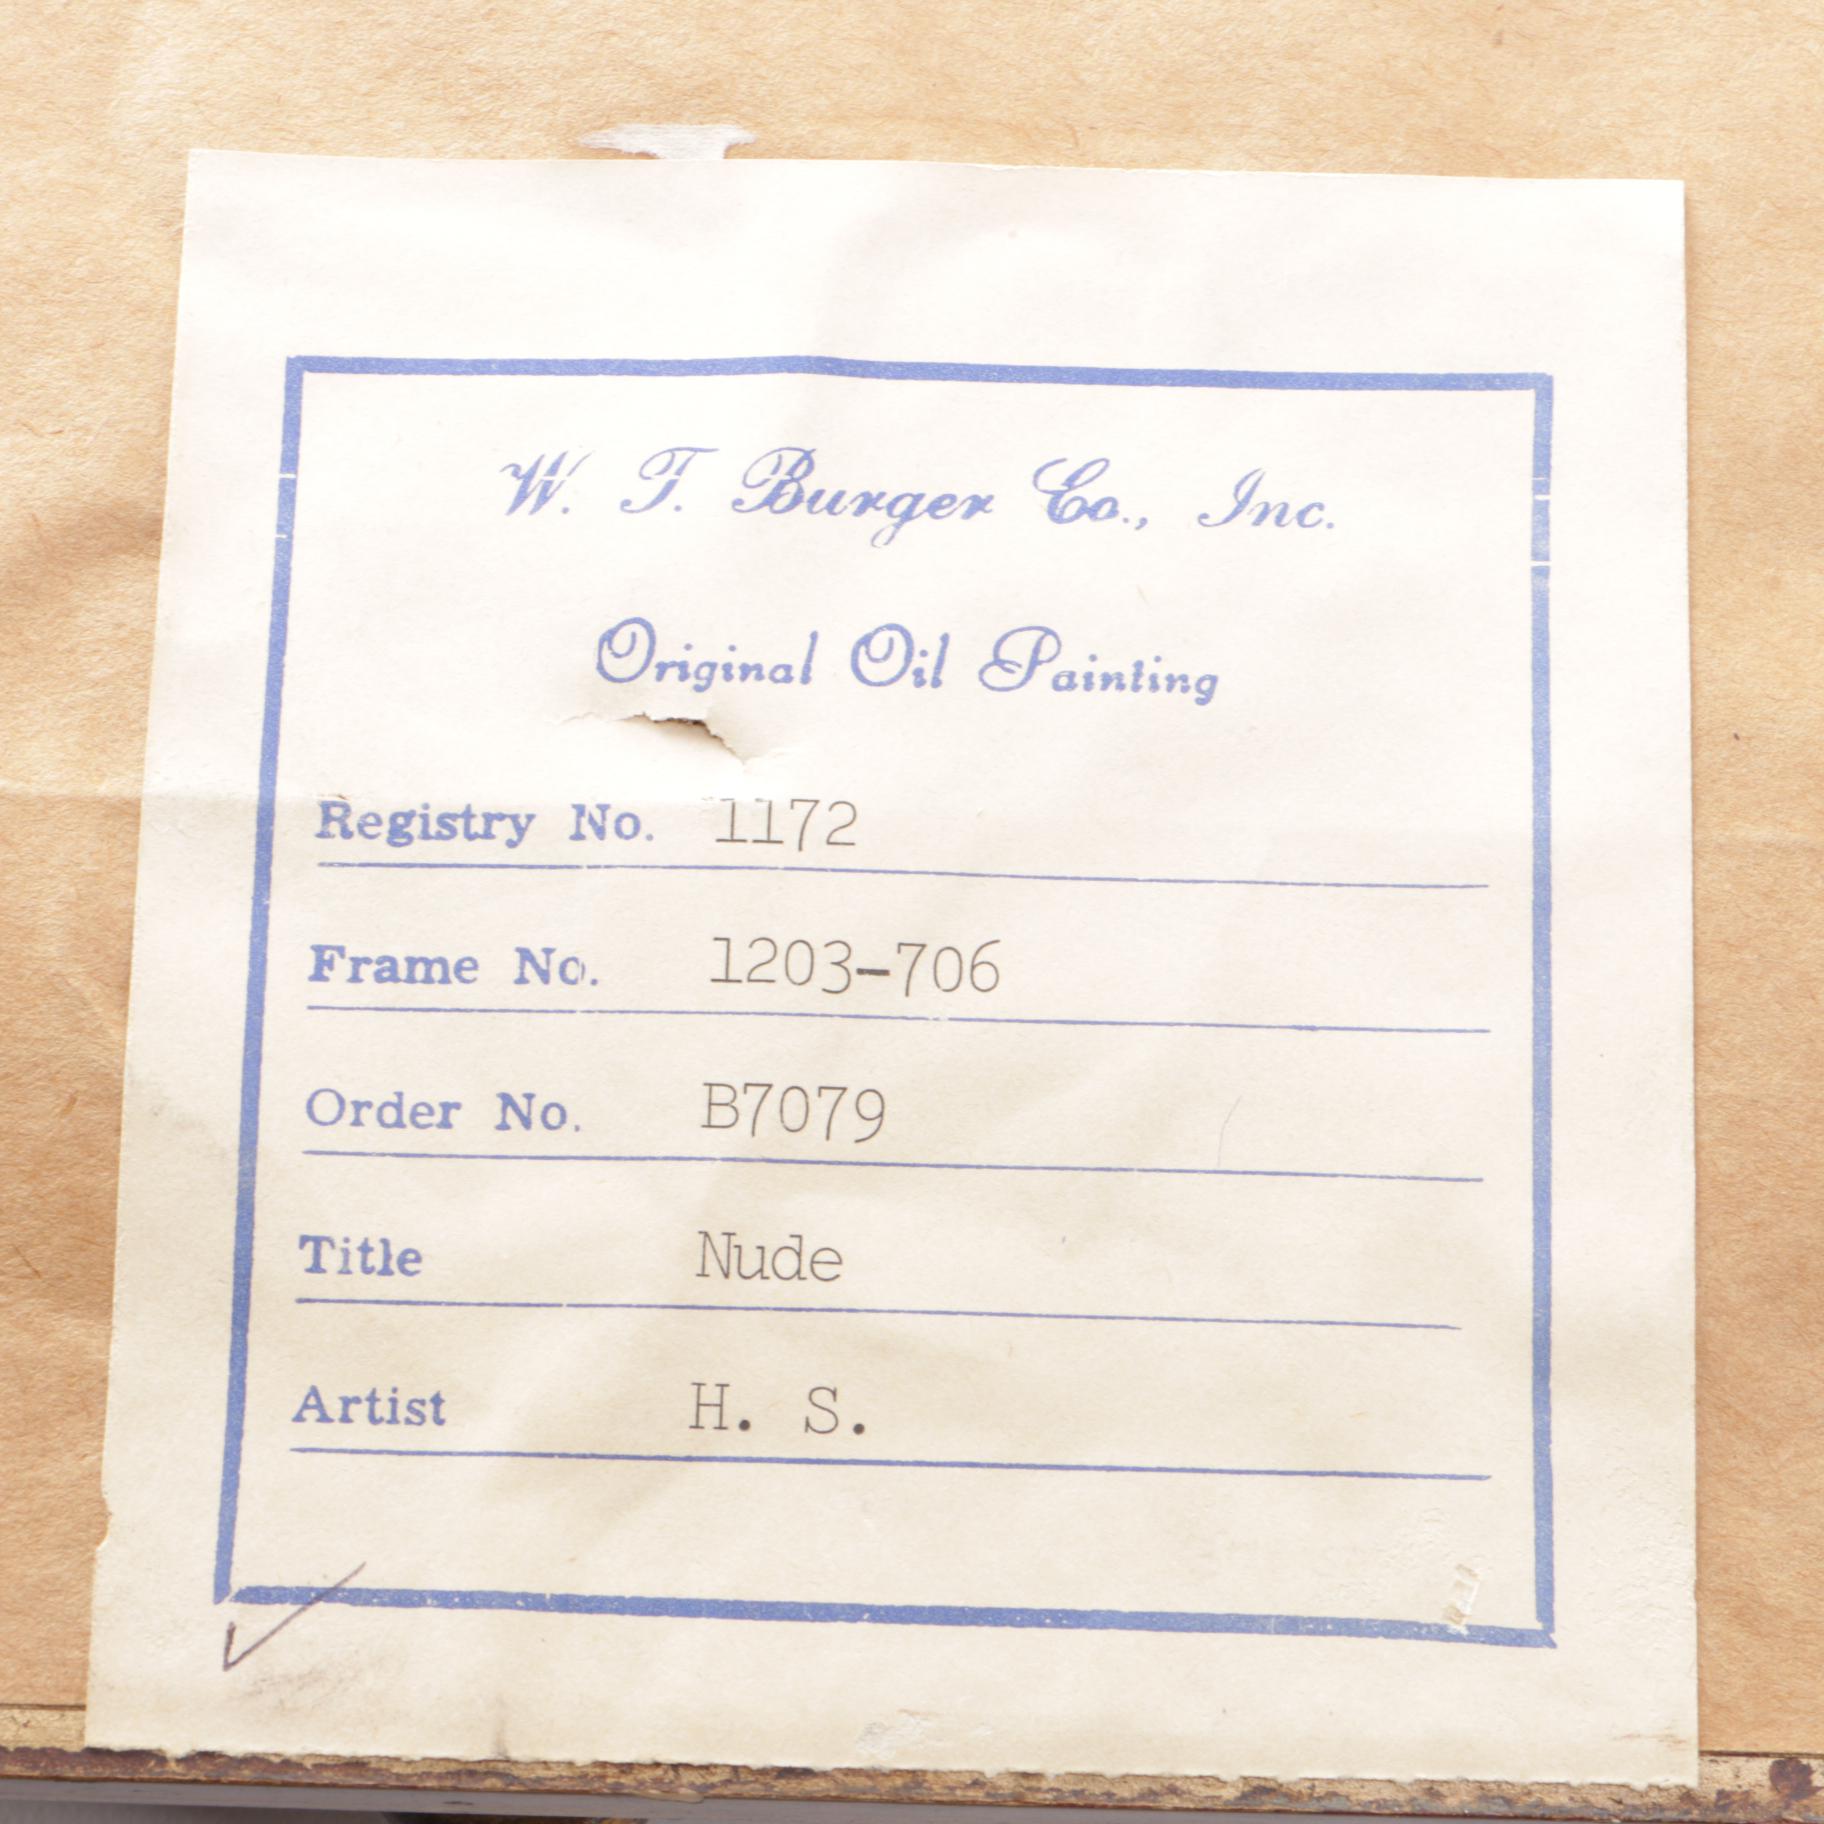 W. T. Burger Co., Inc.
Original Oil Painting
Registry No. 1172
Frame No. 1203-706
Order No. B7079
Title Nude
Artist H. S.